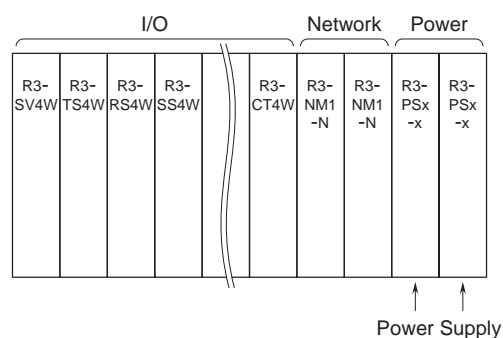 I/O Network Power
R3-
SV4W
R3-
TS4W
R3-
RS4W
R3-
SS4W
R3-
CT4W
R3-
NM1
-N
R3-
NM1
-N
R3-
PSx
-x
R3-
PSx
-x
Power Supply